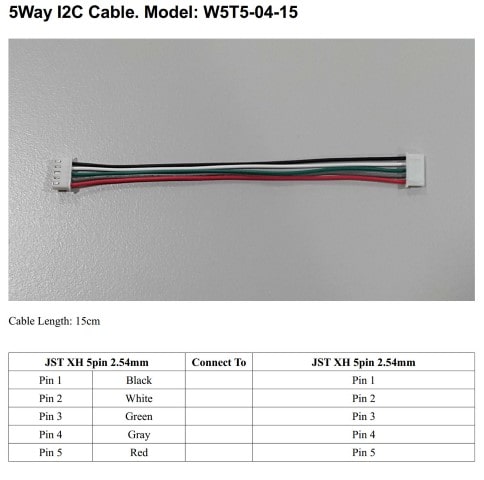 5Way I2C Cable. Model: W5T5-04-15
Cable Length: 15cm
JST XH 5pin 2.54mm Connect To JST XH 5pin 2.54mm
Pin 1 Black Pin 1
Pin 2 White Pin 2
Pin 3 Green Pin 3
Pin 4 Gray Pin 4
Pin 5 Red Pin 5